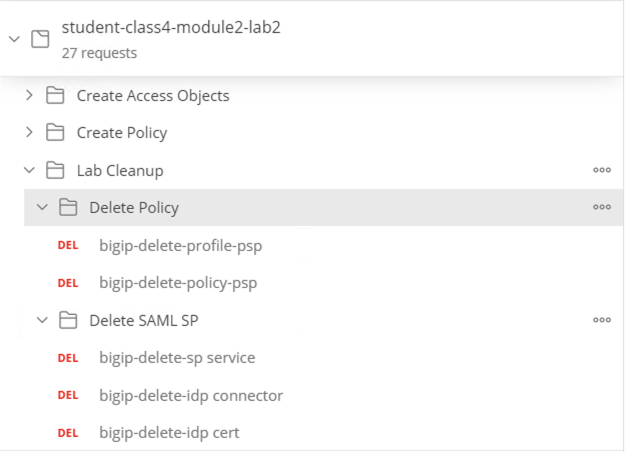 student-class4-module2-lab2
27 requests
Create Access Objects
Create Policy
Lab Cleanup
Delete Policy
DEL bigip-delete-profile-psp
DEL bigip-delete-policy-psp
Delete SAML SP
DEL bigip-delete-sp service
DEL bigip-delete-idp connector
DEL bigip-delete-idp cert